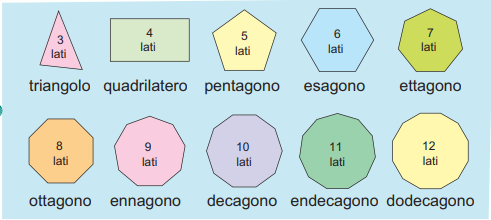 3
lati
4
lati
5
lati
6
lati
7
lati
triangolo quadrilatero pentagono esagono ettagono
8
lati
9
lati
10
lati
11
lati
12
lati
ottagono ennagono decagono endecagono dodecagono